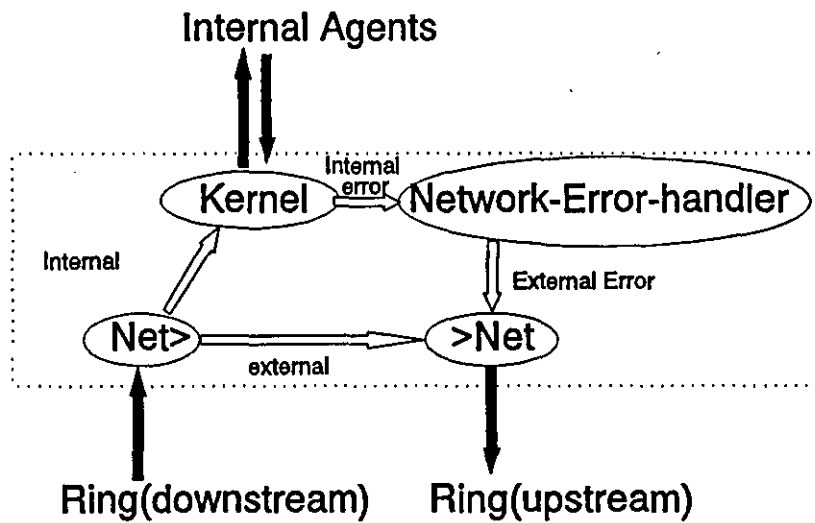 Internal Agents
Internal
error
Kernel
Network-Error-handler
Internal
External Error
Net>
>Net
external
Ring(downstream)
Ring(upstream)